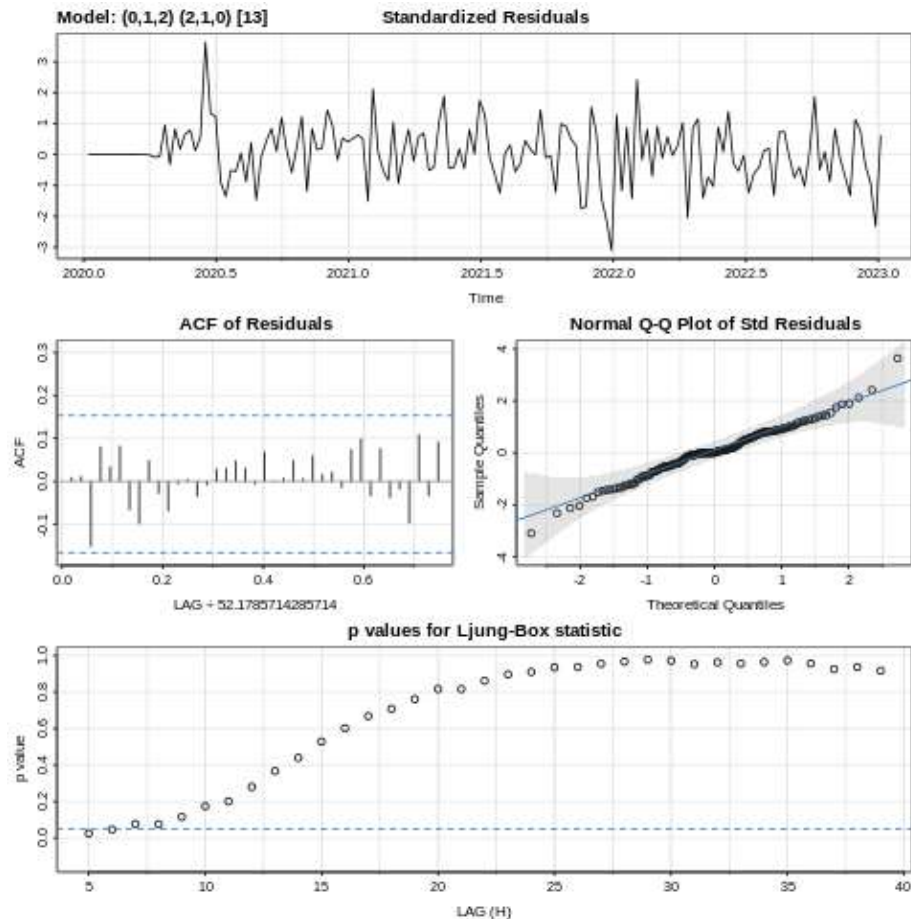 Model: (0,1,2) (2,1,0) [13] Standardized Residuals
3
2
1
0
-1
-2
-3
2020.0 2020.5 2021.0 2021.5 2022.0 2022.5 2023.0
Time
ACF of Residuals
ACF
0.3
0.2
0.1
0.0
-0.1
0.0 0.2 0.4 0.6
LAG ÷ 52.1785714285714
Normal Q-Q Plot of Std Residuals
Sample Quantiles
4
2
0
-2
-4
-2 -1 0 1 2
Theoretical Quantiles
p values for Ljung-Box statistic
p value
1.0
0.8
0.6
0.4
0.2
0.0
5 10 15 20 25 30 35 40
LAG (H)